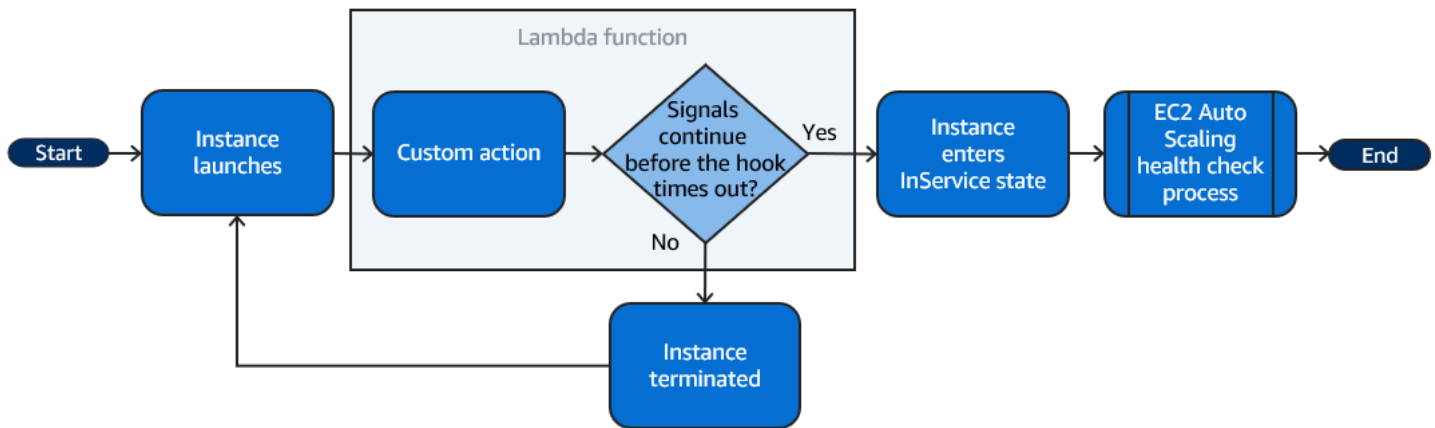 Lambda function
Start
Instance
launches
Custom action
Signals
continue
before the hook
times out?
Yes
No
Instance
enters
InService state
EC2 Auto
Scaling
health check
process
End
Instance
terminated